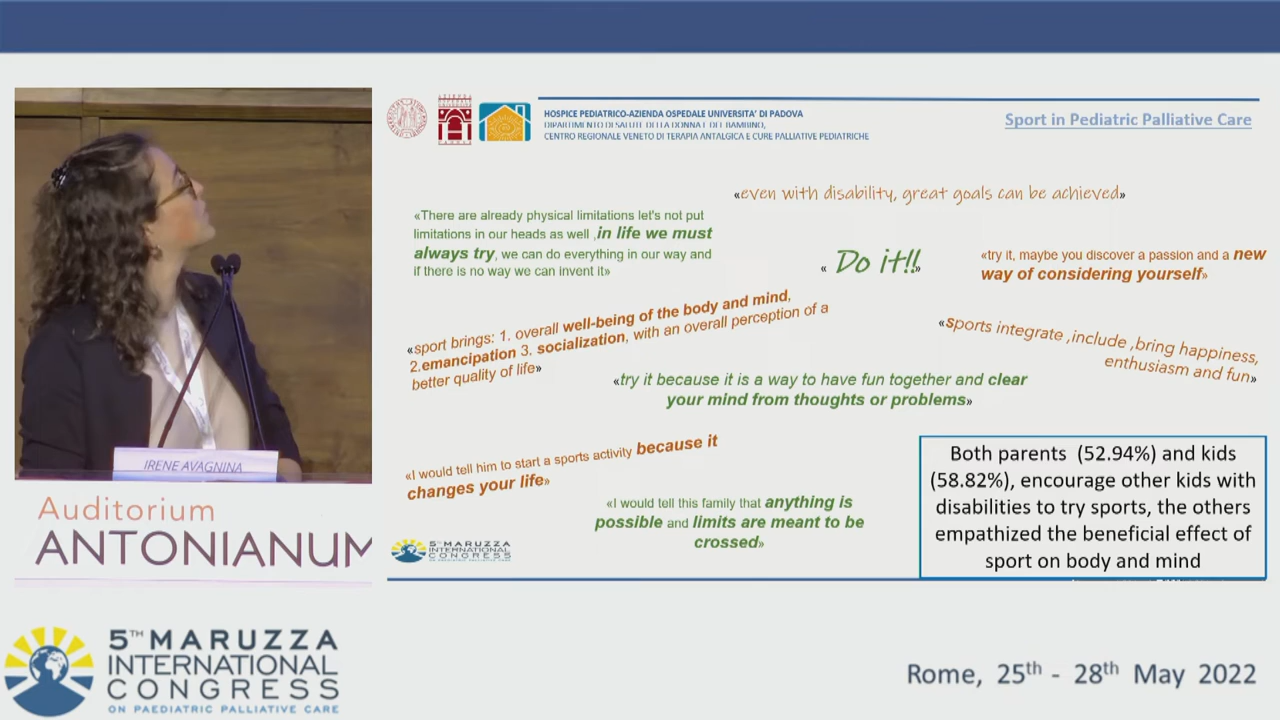 HOSPICE PEDIATRICO-AZIENDA OSPEDALE UNIVERSITA' DI PADOVA
DIPARTIMENTO DI SALUTE DELLA DONNA E DEL BAMBINO,
CENTRO REGIONALE VENETO DI TERAPIA ANTALGICA E CURE PALLIATIVE PEDIATRICHE
Sport in Pediatric Palliative Care
«even with disability, great goals can be achieved»
«There are already physical limitations let's not put
limitations in our heads as well ,in life we must
always try, we can do everything in our way and
if there is no way we can invent it»
« Do it!!»
«try it, maybe you discover a passion and a new
way of considering yourself»
«sport brings: 1. overall well-being of the body and mind,
2.emancipation 3. socialization, with an overall perception of a
better quality of life»
«sports integrate ,include ,bring happiness,
enthusiasm and fun»
«try it because it is a way to have fun together and clear
your mind from thoughts or problems»
«I would tell him to start a sports activity because it
changes your life»
«I would tell this family that anything is
possible and limits are meant to be
crossed»
Both parents (52.94%) and kids
(58.82%), encourage other kids with
disabilities to try sports, the others
empathized the beneficial effect of
sport on body and mind
5TH MARUZZA
INTERNATIONAL
CONGRESS
ON PAEDIATRIC PALLIATIVE CARE
IRENE AVAGNINA
Auditorium
ANTONIANUM
5TH MARUZZA
INTERNATIONAL
CONGRESS
ON PAEDIATRIC PALLIATIVE CARE
Rome, 25th - 28th May 2022